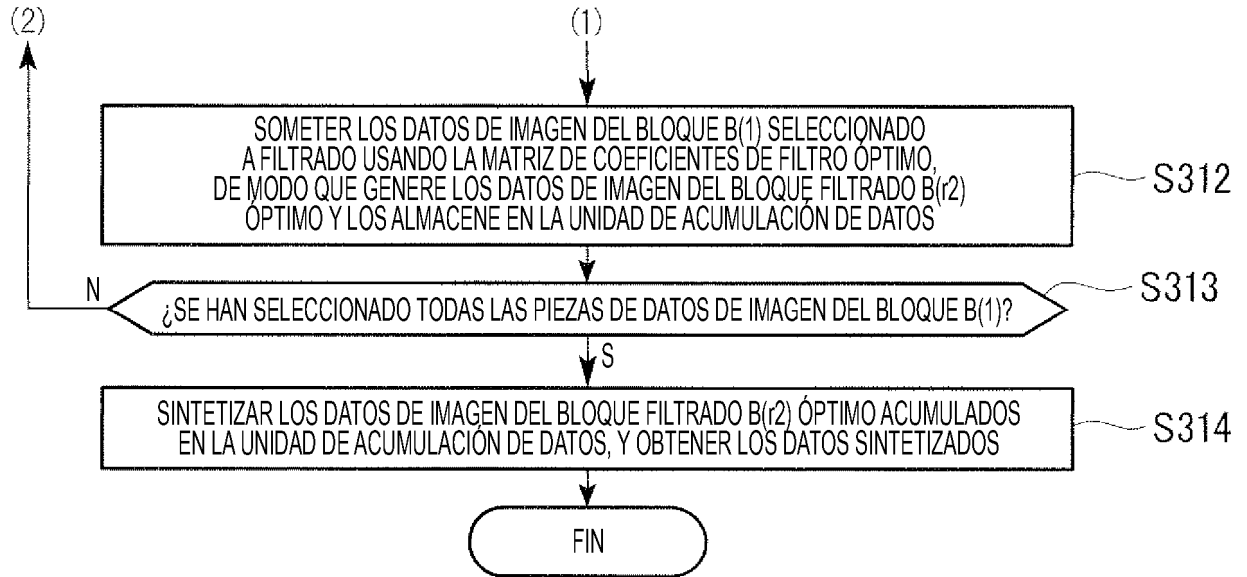 (2)
(1)
SOMETER LOS DATOS DE IMAGEN DEL BLOQUE B(1) SELECCIONADO
A FILTRADO USANDO LA MATRIZ DE COEFICIENTES DE FILTRO ÓPTIMO,
DE MODO QUE GENERE LOS DATOS DE IMAGEN DEL BLOQUE FILTRADO B(r2)
ÓPTIMO Y LOS ALMACENE EN LA UNIDAD DE ACUMULACIÓN DE DATOS
S312
N
¿SE HAN SELECCIONADO TODAS LAS PIEZAS DE DATOS DE IMAGEN DEL BLOQUE B(1)?
S313
S
SINTETIZAR LOS DATOS DE IMAGEN DEL BLOQUE FILTRADO B(r2) ÓPTIMO ACUMULADOS
EN LA UNIDAD DE ACUMULACIÓN DE DATOS, Y OBTENER LOS DATOS SINTETIZADOS
S314
FIN